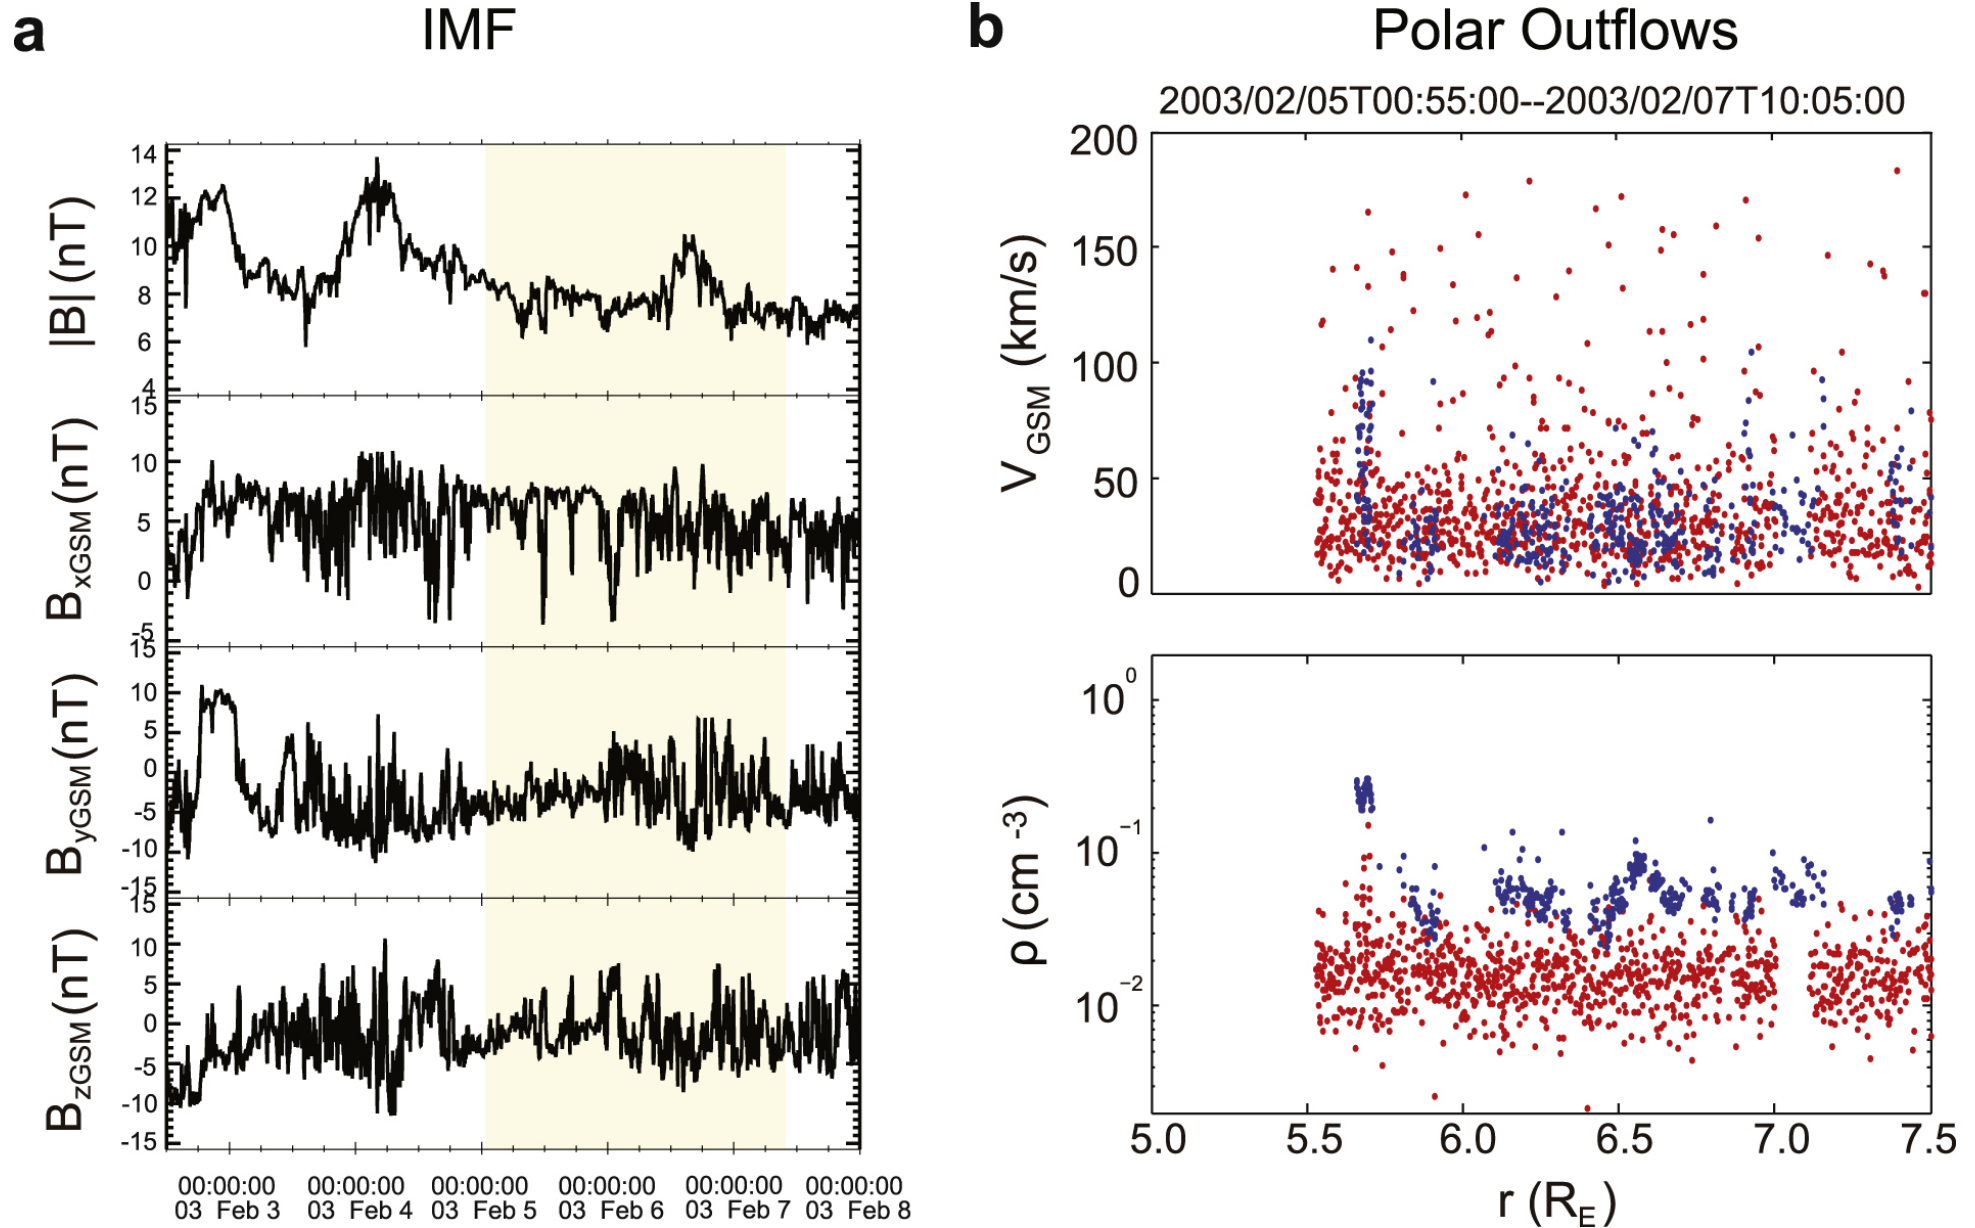 a
IMF
|B| (nT)
14
12
10
8
6
4
BxGSM (nT)
15
10
5
0
-5
ByGSM (nT)
15
10
5
0
-5
-10
-15
BzGSM (nT)
15
10
5
0
-5
-10
-15
00:00:00 00:00:00 00:00:00 00:00:00 00:00:00 00:00:00
03 Feb 3 03 Feb 4 03 Feb 5 03 Feb 6 03 Feb 7 03 Feb 8
b
Polar Outflows
2003/02/05T00:55:00--2003/02/07T10:05:00
VGSM (km/s)
200
150
100
50
0
ρ (cm -3)
10^0
10^-1
10^-2
5.0 5.5 6.0 6.5 7.0 7.5
r (RE)